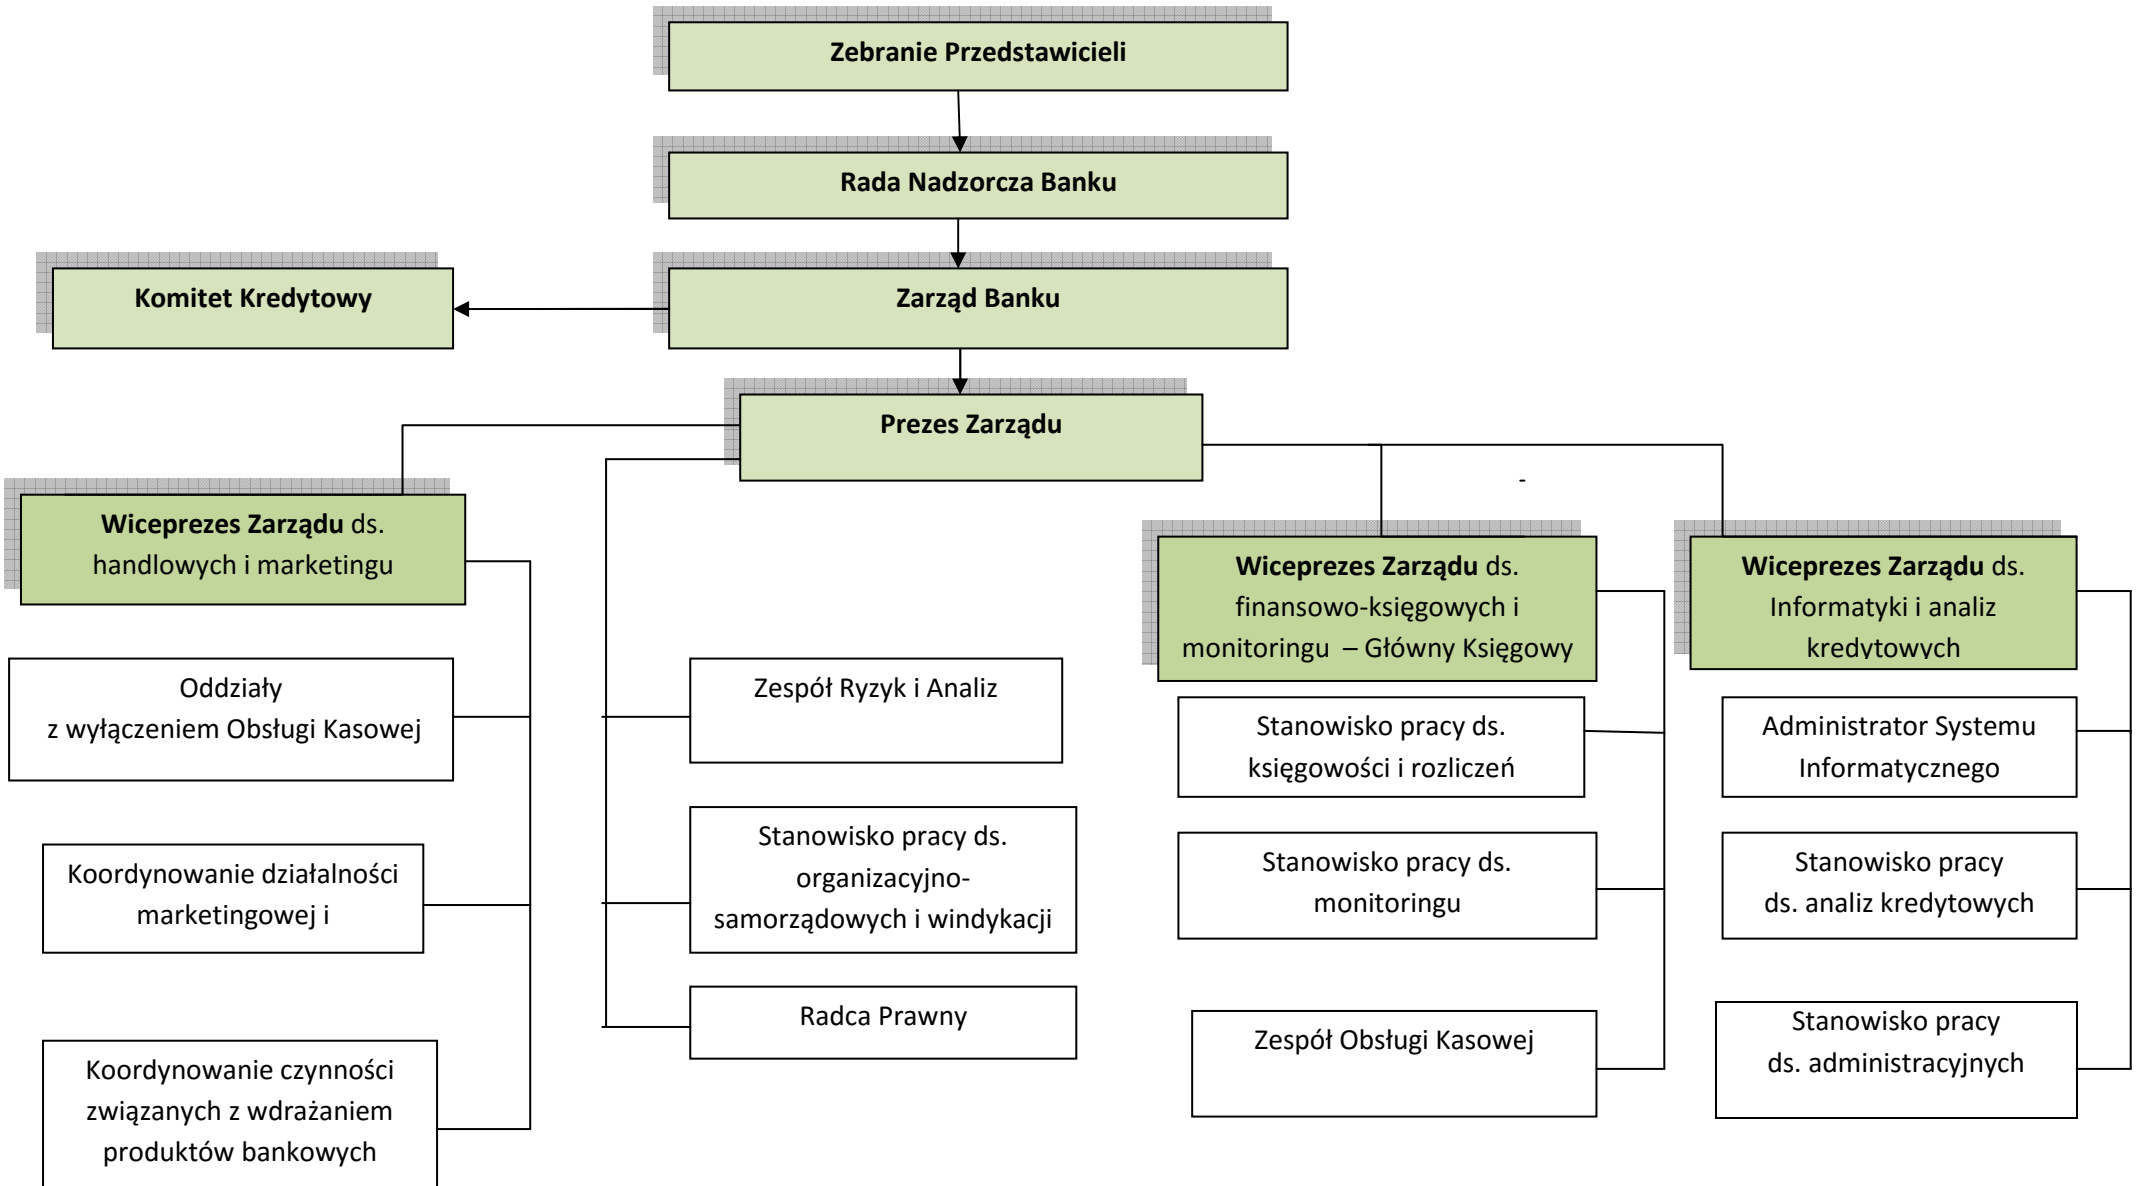 Zebranie Przedstawicieli
Rada Nadzorcza Banku
Komitet Kredytowy
Zarząd Banku
Prezes Zarządu
-
Wiceprezes Zarządu ds.
handlowych i marketingu
Oddziały
z wyłączeniem Obsługi Kasowej
Koordynowanie działalności
marketingowej i
Koordynowanie czynności
związanych z wdrażaniem
produktów bankowych
Zespół Ryzyk i Analiz
Stanowisko pracy ds.
organizacyjno-
samorządowych i windykacji
Radca Prawny
Wiceprezes Zarządu ds.
finansowo-księgowych i
monitoringu – Główny Księgowy
Stanowisko pracy ds.
księgowości i rozliczeń
Stanowisko pracy ds.
monitoringu
Zespół Obsługi Kasowej
Wiceprezes Zarządu ds.
Informatyki i analiz
kredytowych
Administrator Systemu
Informatycznego
Stanowisko pracy
ds. analiz kredytowych
Stanowisko pracy
ds. administracyjnych